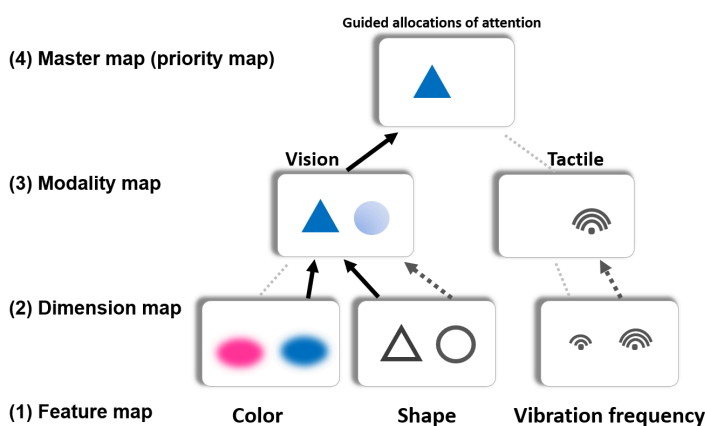 Guided allocations of attention
(4) Master map (priority map)
Vision
Tactile
(3) Modality map
(2) Dimension map
(1) Feature map
Color
Shape
Vibration frequency